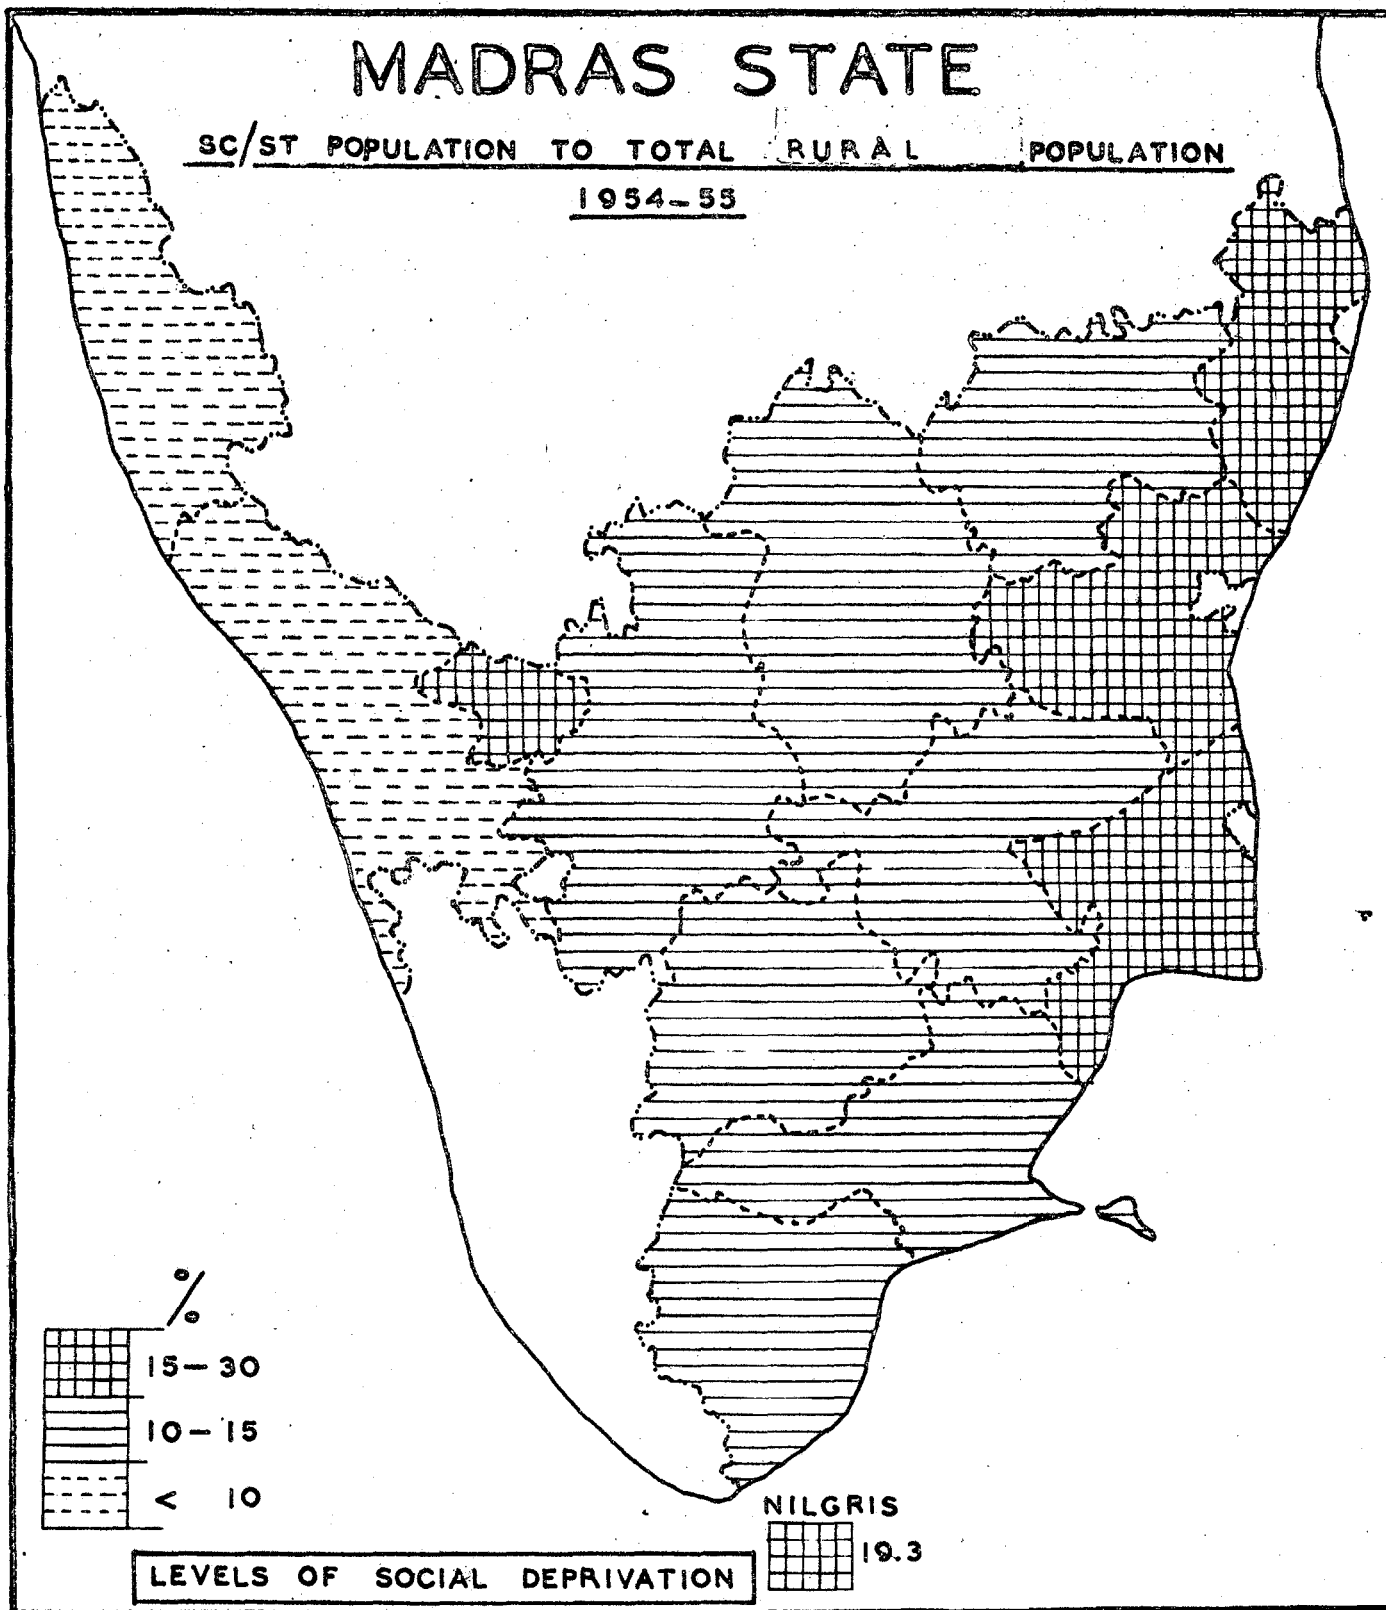 MADRAS STATE
SC/ST POPULATION TO TOTAL RURAL POPULATION
1954-55
%
15-30
10-15
< 10
NILGRIS
19.3
LEVELS OF SOCIAL DEPRIVATION